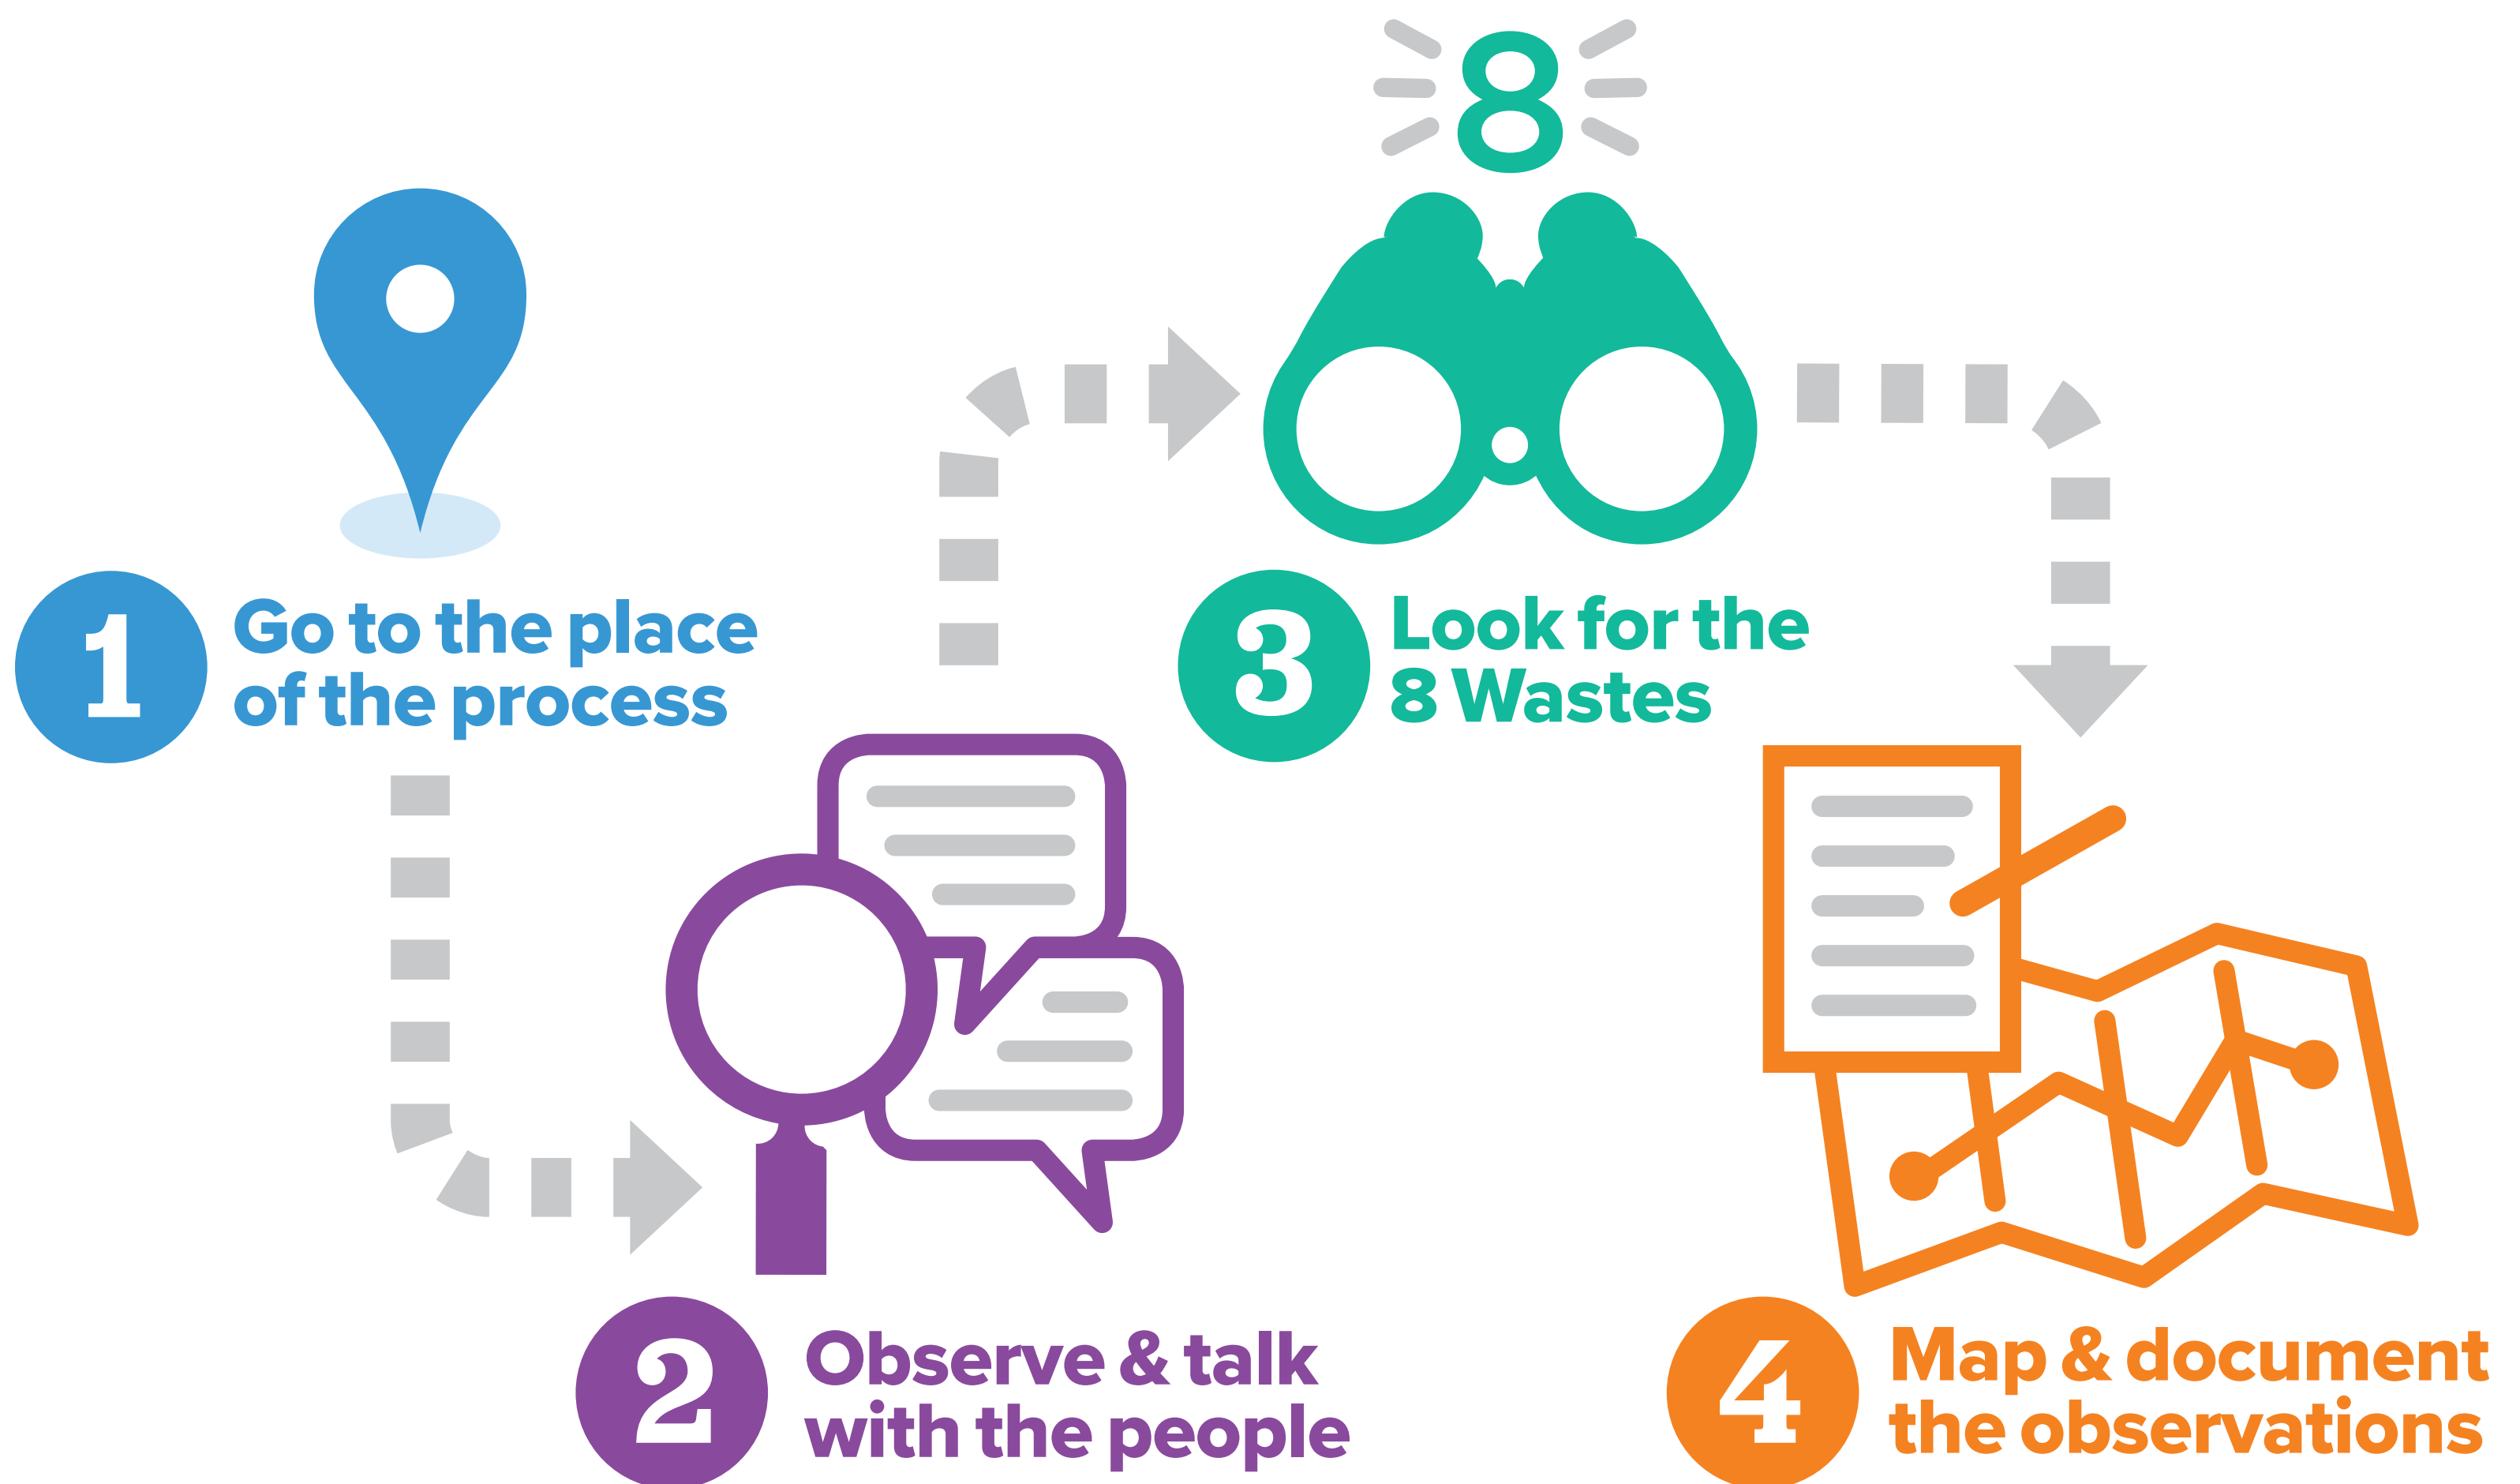 1
Go to the place
of the process
2
Observe & talk
with the people
8
3
Look for the
8 Wastes
4
Map & document
the observations